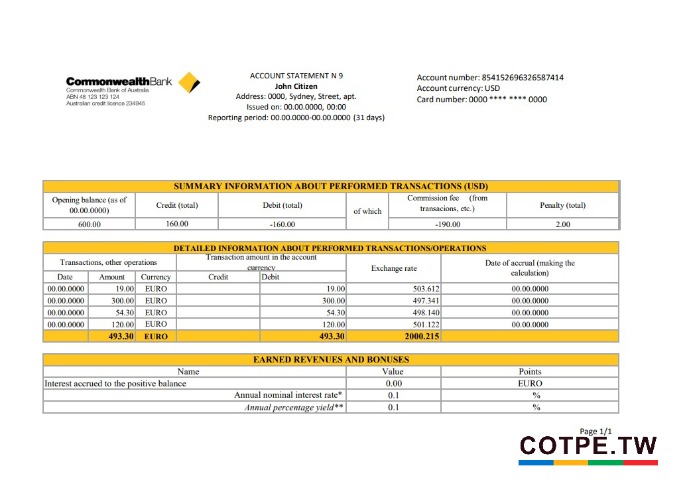 CommonwealthBank
Commonwealth Bank of Australia
ABN 48 123 123 124
Australian credit licence 234945
ACCOUNT STATEMENT N 9
John Citizen
Address: 0000, Sydney, Street, apt.
Issued on: 00.00.0000, 00:00
Reporting period: 00.00.0000-00.00.0000 (31 days)
Account number: 854152696326587414
Account currency: USD
Card number: 0000 **** **** 0000
SUMMARY INFORMATION ABOUT PERFORMED TRANSACTIONS (USD)
Opening balance (as of 00.00.0000) Credit (total) Debit (total) of which Commission fee (from transacions, etc.) Penalty (total)
600.00 160.00 -160.00 -190.00 2.00
DETAILED INFORMATION ABOUT PERFORMED TRANSACTIONS/OPERATIONS
Transactions, other operations Transaction amount in the account currency Exchange rate Date of accrual (making the calculation)
Date Amount Currency Credit Debit
00.00.0000 19.00 EURO 19.00 503.612 00.00.0000
00.00.0000 300.00 EURO 300.00 497.341 00.00.0000
00.00.0000 54.30 EURO 54.30 498.140 00.00.0000
00.00.0000 120.00 EURO 120.00 501.122 00.00.0000
493.30 EURO 493.30 2000.215
EARNED REVENUES AND BONUSES
Name Value Points
Interest accrued to the positive balance 0.00 EURO
Annual nominal interest rate* 0.1 %
Annual percentage yield** 0.1 %
Page 1/1
COTPE.TW